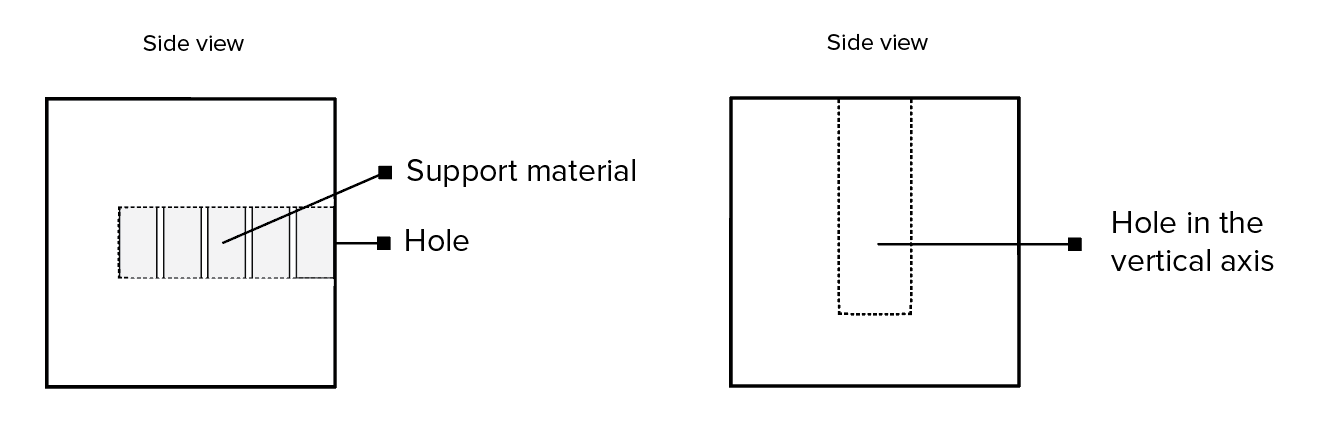 Side view
Support material
Hole
Side view
Hole in the
vertical axis